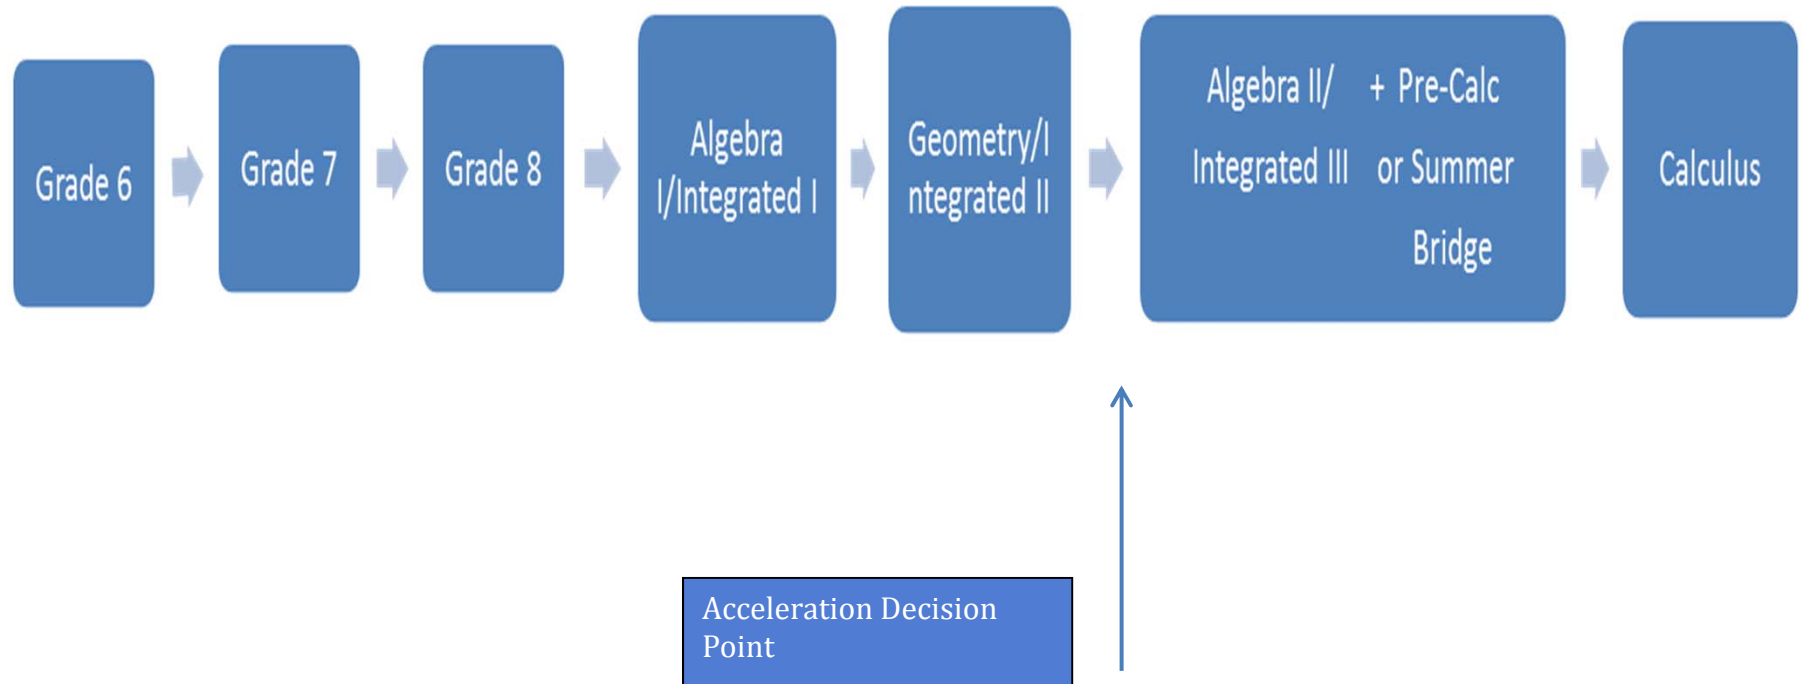 Grade 6
Grade 7
Grade 8
Algebra
I/Integrated I
Geometry/I
ntegrated II
Algebra II/ + Pre-Calc
Integrated III or Summer
Bridge
Calculus
Acceleration Decision
Point